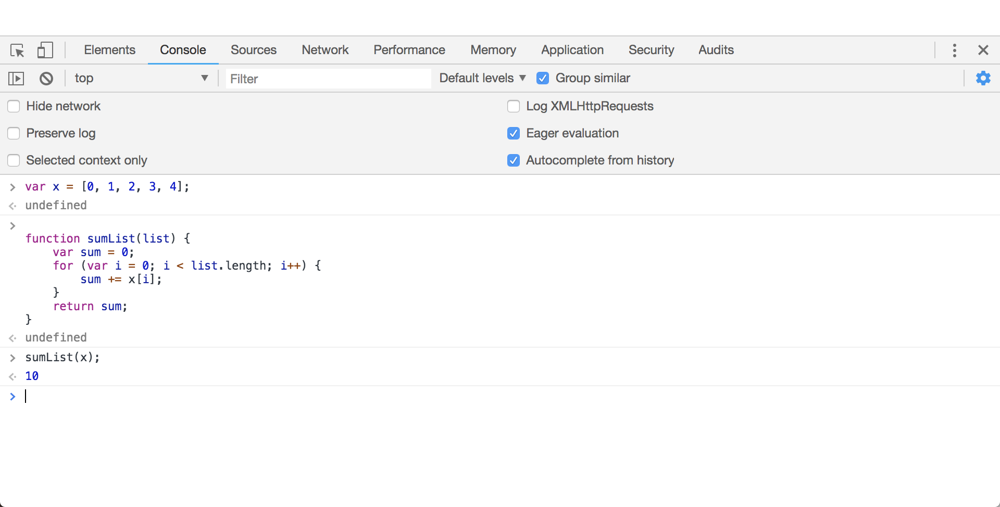 Elements Console Sources Network Performance Memory Application Security Audits
top ▼ Filter Default levels ▼ Group similar
Hide network Log XMLHttpRequests
Preserve log Eager evaluation
Selected context only Autocomplete from history
> var x = [0, 1, 2, 3, 4];
undefined
>
function sumList(list) {
    var sum = 0;
    for (var i = 0; i < list.length; i++) {
        sum += x[i];
    }
    return sum;
}
undefined
> sumList(x);
10
>